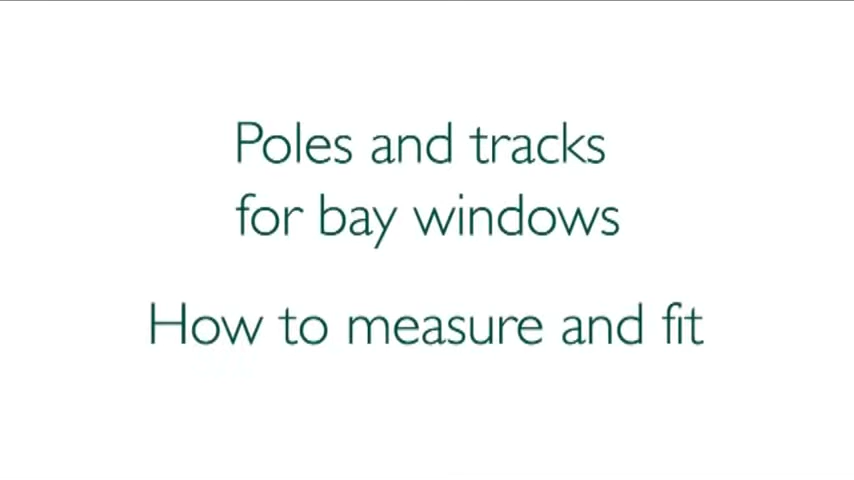 Poles and tracks
for bay windows
How to measure and fit